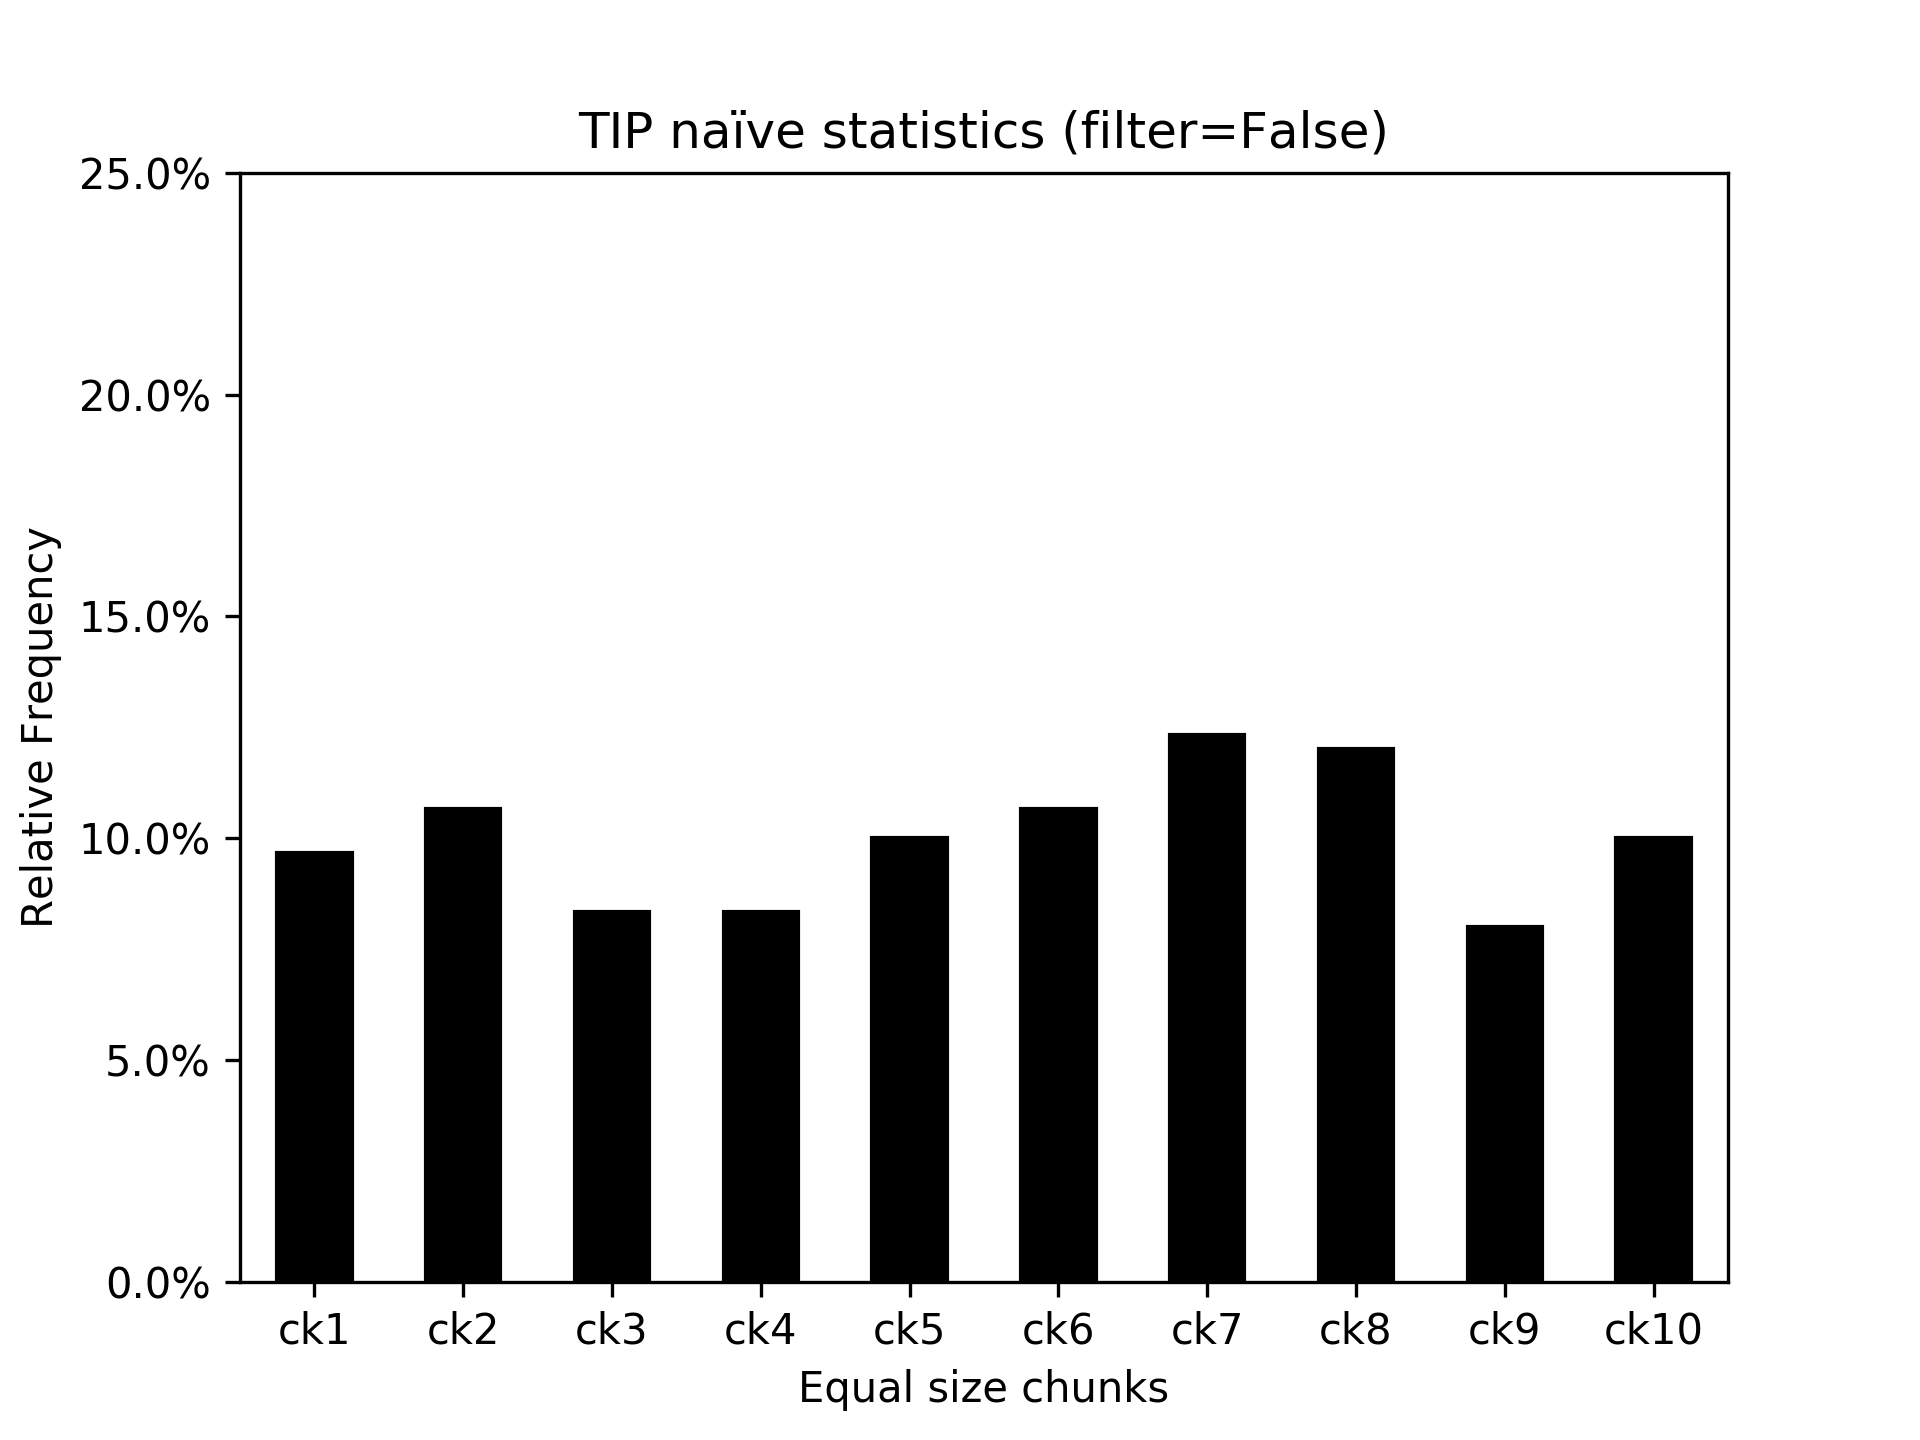 TIP naïve statistics (filter=False)
25.0%
20.0%
15.0%
10.0%
5.0%
0.0%
Relative Frequency
ck1 ck2 ck3 ck4 ck5 ck6 ck7 ck8 ck9 ck10
Equal size chunks